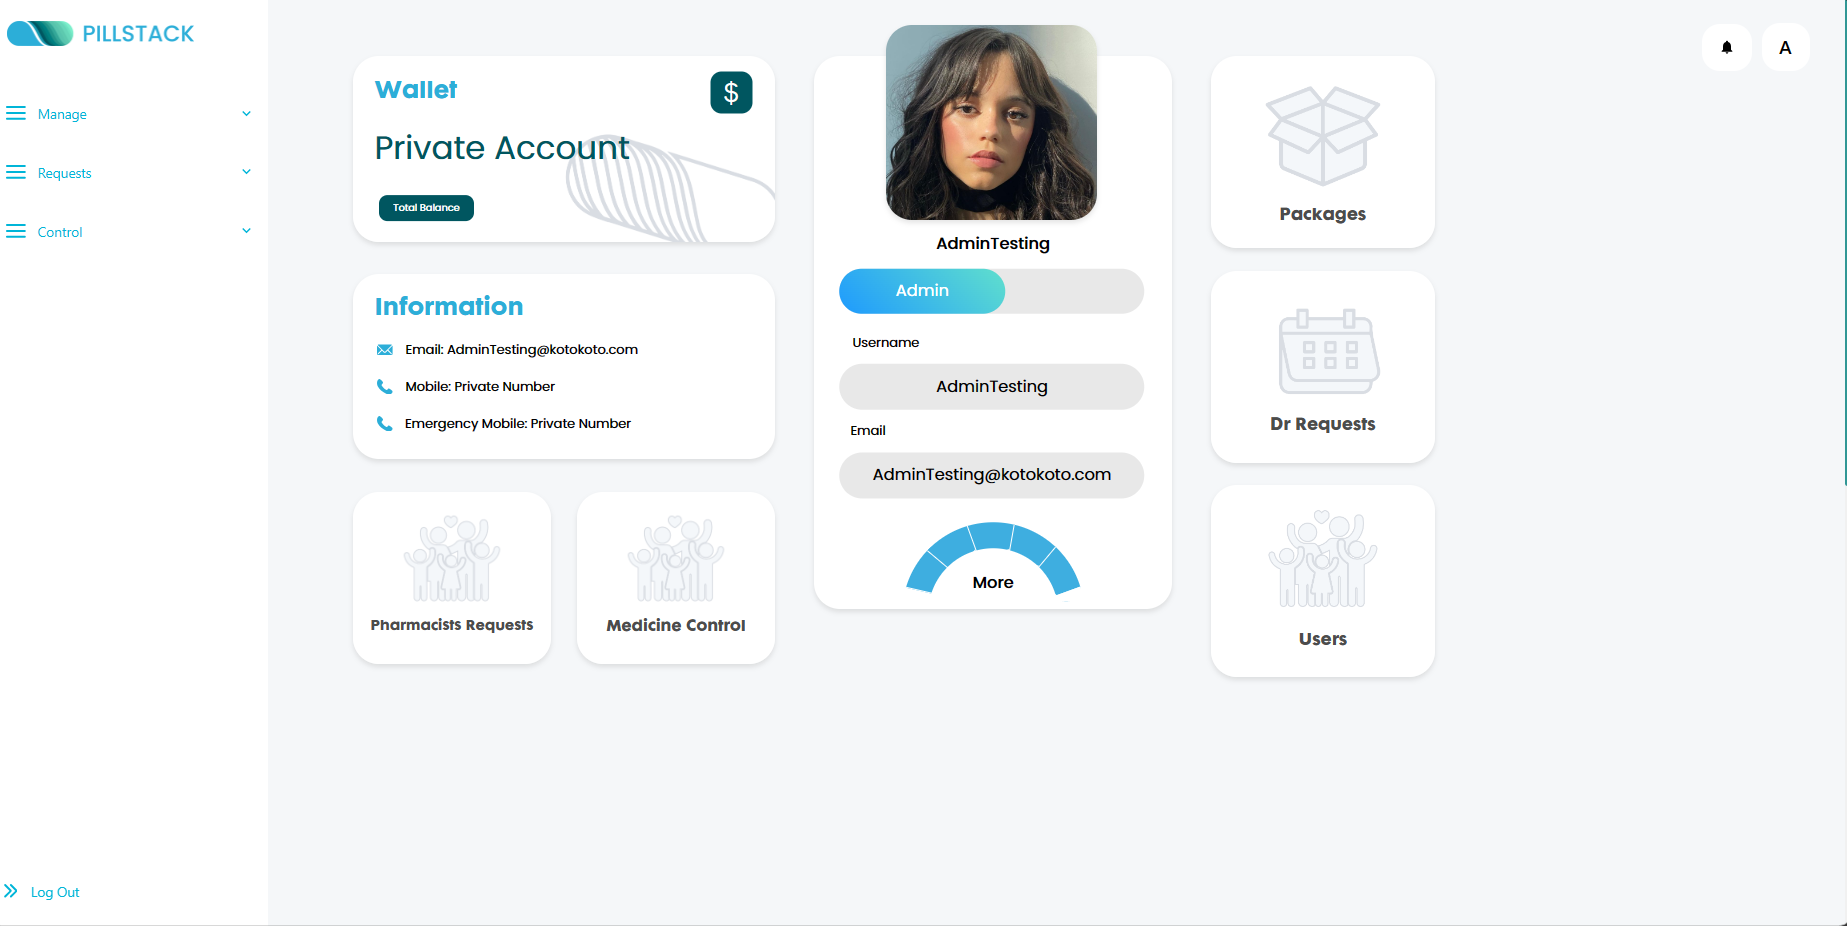 PILLSTACK
Manage
Requests
Control
Log Out
Wallet
$
Private Account
Total Balance
Information
Email: AdminTesting@kotokoto.com
Mobile: Private Number
Emergency Mobile: Private Number
Pharmacists Requests
Medicine Control
AdminTesting
Admin
Username
AdminTesting
Email
AdminTesting@kotokoto.com
More
Packages
Dr Requests
Users
A